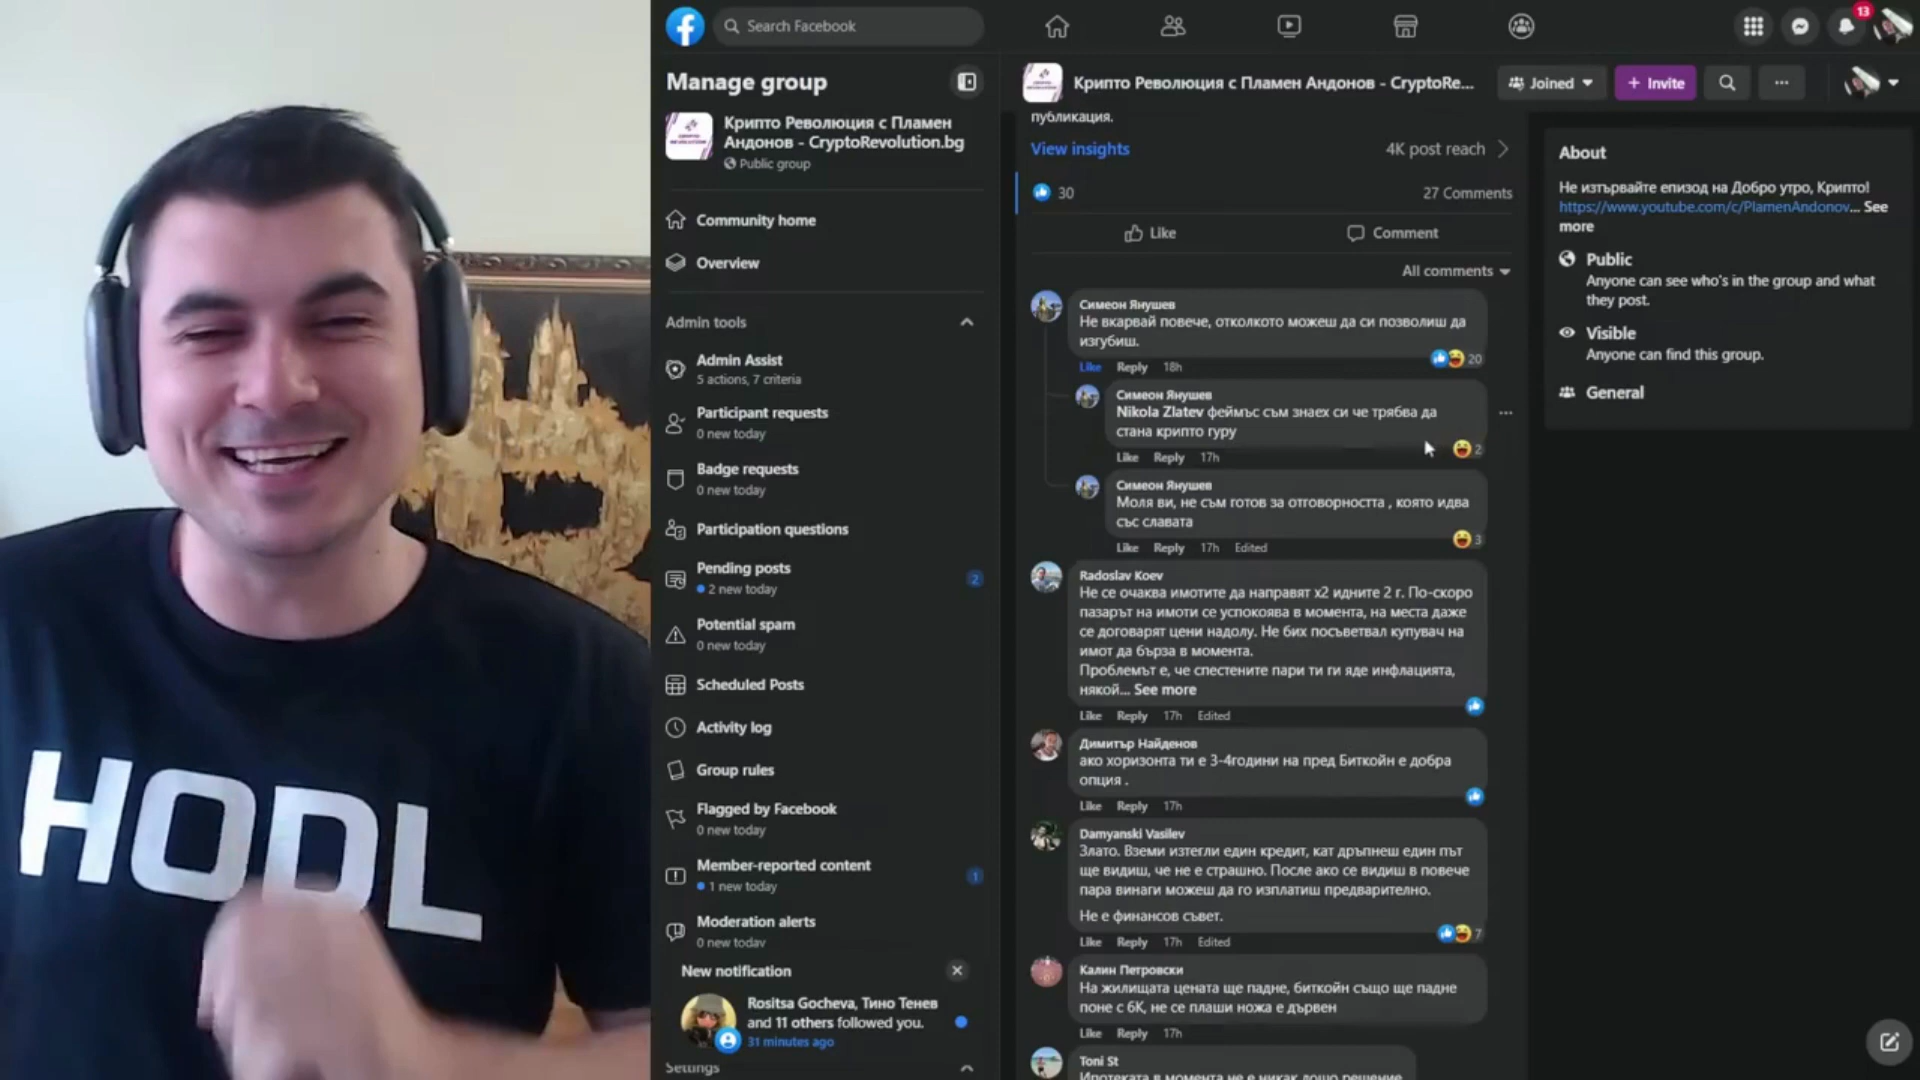 HODL
Search Facebook
13
Manage group
Крипто Революция с Пламен
Андонов - CryptoRevolution.bg
Public group
Community home
Overview
Admin tools
Admin Assist
5 actions, 7 criteria
Participant requests
0 new today
Badge requests
0 new today
Participation questions
Pending posts
2 new today
2
Potential spam
0 new today
Scheduled Posts
Activity log
Group rules
Flagged by Facebook
0 new today
Member-reported content
1 new today
1
Moderation alerts
0 new today
New notification
Rositsa Gocheva, Тино Тенев
and 11 others followed you.
31 minutes ago
Settings
Крипто Революция с Пламен Андонов - CryptoRe...
Joined
+ Invite
публикация.
View insights
4K post reach
30
27 Comments
Like
Comment
All comments
Симеон Янушев
Не вкарвай повече, отколкото можеш да си позволиш да
изгубиш.
20
Like Reply 18h
Симеон Янушев
Nikola Zlatev феймъс съм знаех си че трябва да
стана крипто гуру
2
Like Reply 17h
Симеон Янушев
Моля ви, не съм готов за отговорността , която идва
със славата
3
Like Reply 17h Edited
Radoslav Koev
Не се очаква имотите да направят х2 идните 2 г. По-скоро
пазарът на имоти се успокоява в момента, на места даже
се договарят цени надолу. Не бих посъветвал купувач на
имот да бърза в момента.
Проблемът е, че спестените пари ти ги яде инфлацията,
някой... See more
Like Reply 17h Edited
Димитър Найденов
ако хоризонта ти е 3-4години на пред Биткойн е добра
опция .
Like Reply 17h
Damyanski Vasilev
Злато. Вземи изтегли един кредит, кат дръпнеш един път
ще видиш, че не е страшно. После ако се видиш в повече
пара винаги можеш да го изплатиш предварително.
Не е финансов съвет.
7
Like Reply 17h Edited
Калин Петровски
На жилищата цената ще падне, биткойн също ще падне
поне с 6К, не се плаши ножа е дървен
Like Reply 17h
Toni St
Ипотеката в момента не е никак лошо решение
About
Не изтървайте епизод на Добро утро, Крипто!
https://www.youtube.com/c/PlamenAndonov... See
more
Public
Anyone can see who's in the group and what
they post.
Visible
Anyone can find this group.
General